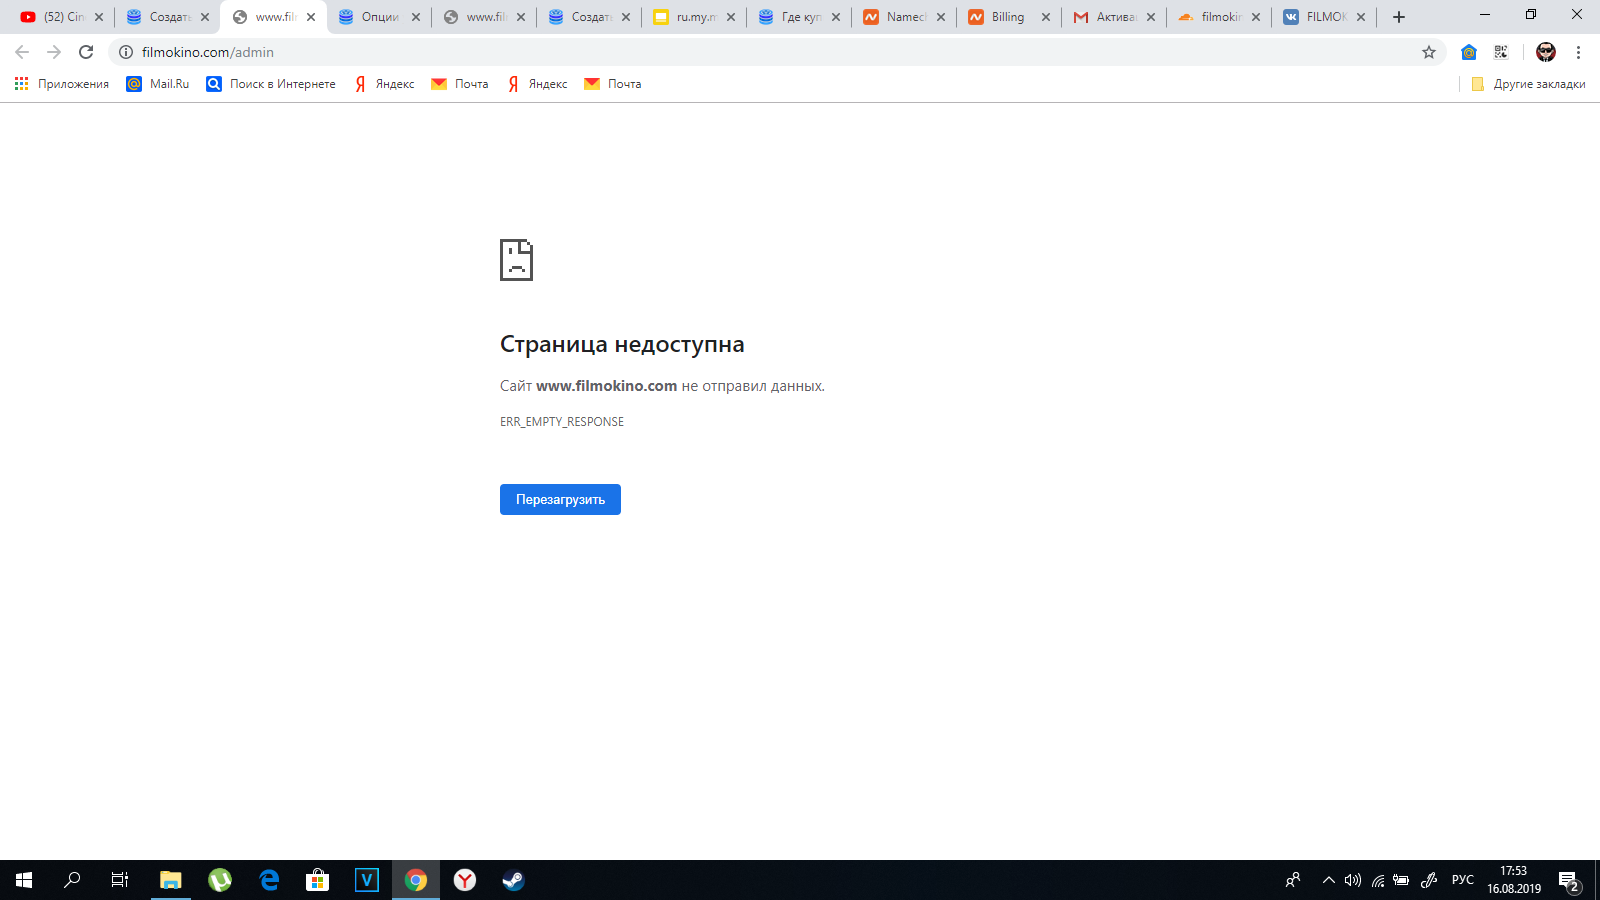 (52) Cin
Создать
www.fil
Опции
www.fil
Создать
ru.my.m
Где куп
Namech
Billing
Актива
filmokin
FILMOK
filmokino.com/admin
Приложения
Mail.Ru
Поиск в Интернете
Яндекс
Почта
Яндекс
Почта
Другие закладки
Страница недоступна
Сайт www.filmokino.com не отправил данных.
ERR_EMPTY_RESPONSE
Перезагрузить
РУС
17:53
16.08.2019
2